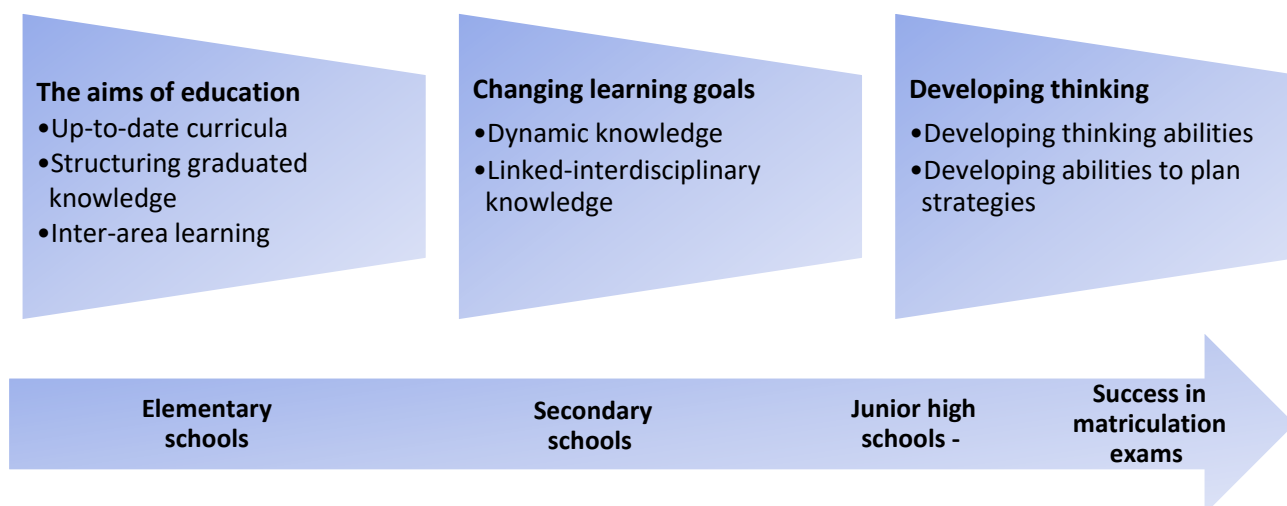 The aims of education
•Up-to-date curricula
•Structuring graduated
knowledge
•Inter-area learning
Changing learning goals
•Dynamic knowledge
•Linked-interdisciplinary
knowledge
Developing thinking
•Developing thinking abilities
•Developing abilities to plan
strategies
Elementary
schools
Secondary
schools
Junior high
schools -
Success in
matriculation
exams